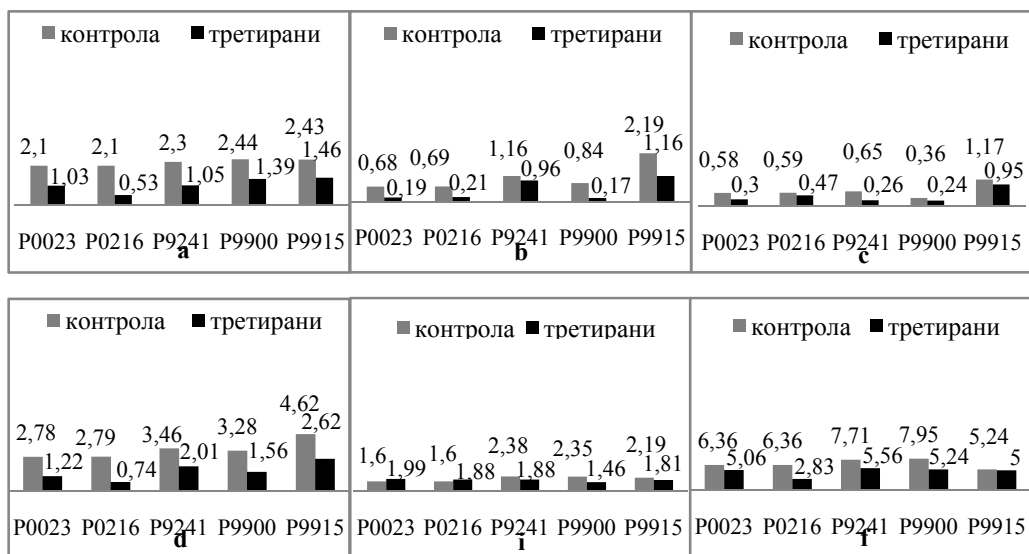 контрола третирани
2,1 1,03 2,1 0,53 2,3 1,05 2,44 1,39 2,43 1,46
P0023 P0216 P9241 P9900 P9915
a
контрола третирани
0,68 0,19 0,69 0,21 1,16 0,96 0,84 0,17 2,19 1,16
P0023 P0216 P9241 P9900 P9915
b
контрола третирани
0,58 0,3 0,59 0,47 0,65 0,26 0,36 0,24 1,17 0,95
P0023 P0216 P9241 P9900 P9915
c
контрола третирани
2,78 1,22 2,79 0,74 3,46 2,01 3,28 1,56 4,62 2,62
P0023 P0216 P9241 P9900 P9915
d
контрола третирани
1,6 1,99 1,6 1,88 2,38 1,88 2,35 1,46 2,19 1,81
P0023 P0216 P9241 P9900 P9915
i
контрола третирани
6,36 5,06 6,36 2,83 7,71 5,56 7,95 5,24 5,24 5
P0023 P0216 P9241 P9900 P9915
f